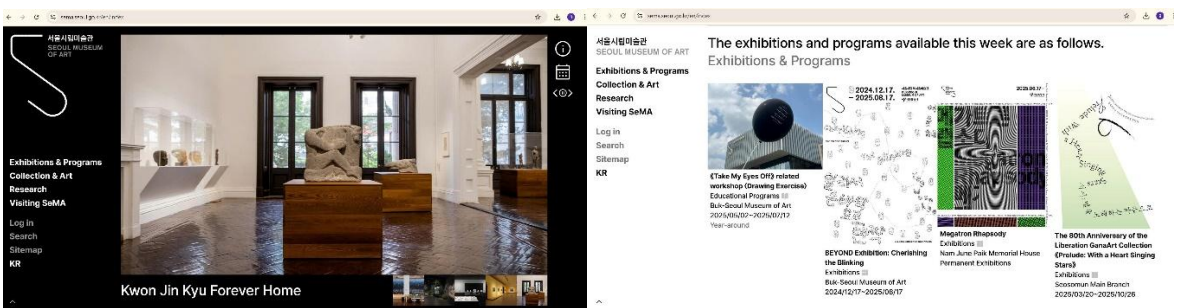 서울시립미술관
SEOUL MUSEUM
OF ART
Exhibitions & Programs
Collection & Art
Research
Visiting SeMA
Log in
Search
Sitemap
KR
Kwon Jin Kyu Forever Home
서울시립미술관
SEOUL MUSEUM OF ART
Exhibitions & Programs
Collection & Art
Research
Visiting SeMA
Log in
Search
Sitemap
KR
The exhibitions and programs available this week are as follows.
Exhibitions & Programs
《Take My Eyes Off》 related
workshop 〈Drawing Exercise〉
Educational Programs
Buk-Seoul Museum of Art
2025/05/02~2025/07/12
Year-around
2024.12.17.
2025.08.17.
BEYOND Exhibition: Cherishing
the Blinking
Exhibitions
Buk-Seoul Museum of Art
2024/12/17~2025/08/17
Megatron Rhapsody
Exhibitions
Nam June Paik Memorial House
Permanent Exhibitions
The 80th Anniversary of the
Liberation GanaArt Collection
《Prelude: With a Heart Singing
Stars》
Exhibitions
Seosomun Main Branch
2025/03/20~2025/10/26